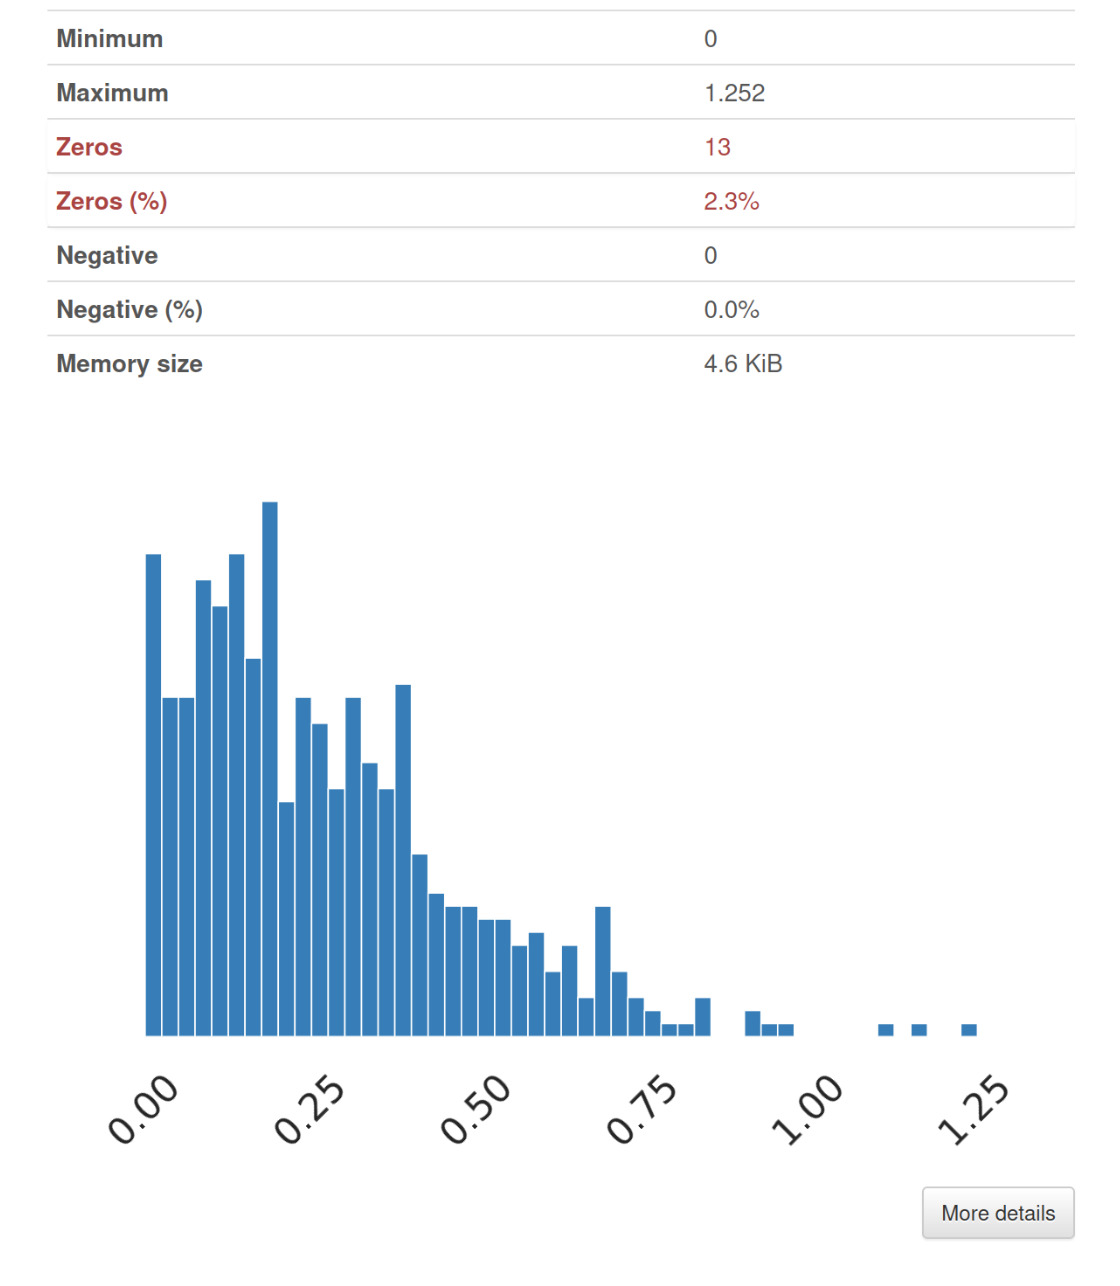 Minimum 0
Maximum 1.252
Zeros 13
Zeros (%) 2.3%
Negative 0
Negative (%) 0.0%
Memory size 4.6 KiB
0.00 0.25 0.50 0.75 1.00 1.25
More details